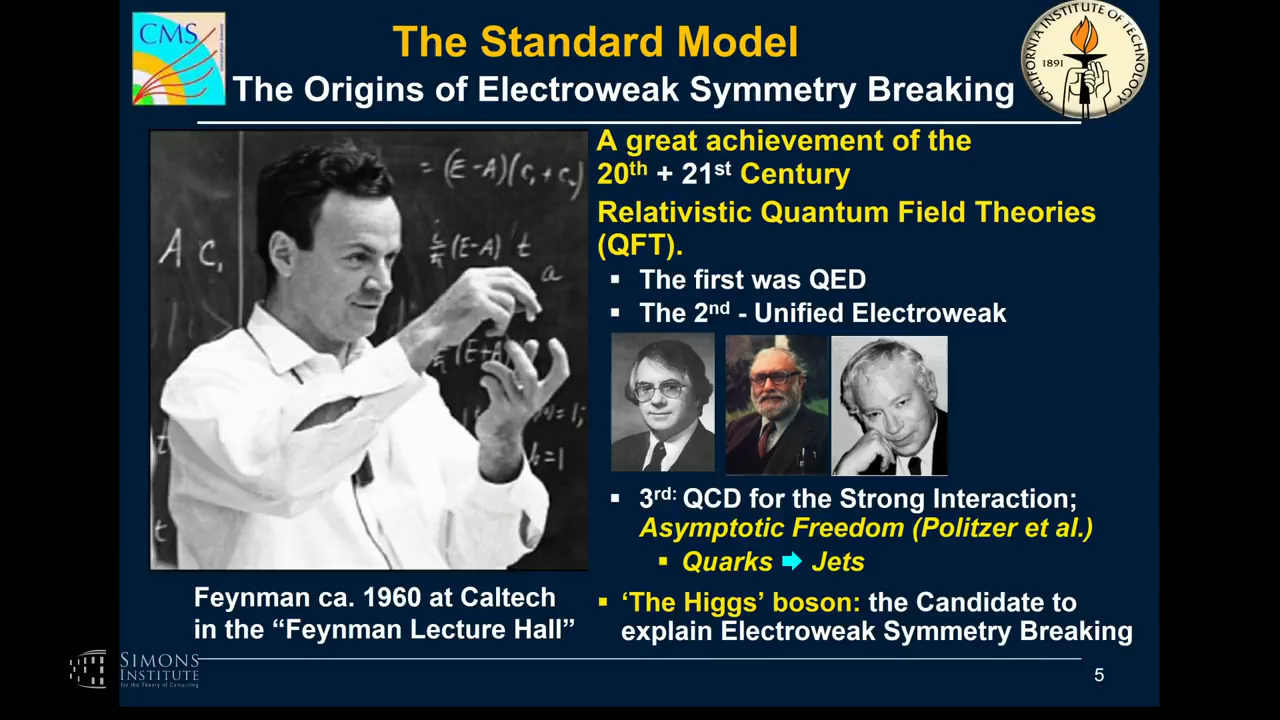 CMS
The Standard Model
The Origins of Electroweak Symmetry Breaking
CALIFORNIA INSTITUTE OF TECHNOLOGY
1891
= (E-A)(c₁ + c₂)
A c₁
(E-A) t
a
A great achievement of the
20th + 21st Century
Relativistic Quantum Field Theories
(QFT).
▪ The first was QED
▪ The 2nd - Unified Electroweak
▪ 3rd: QCD for the Strong Interaction;
Asymptotic Freedom (Politzer et al.)
▪ Quarks ➡ Jets
Feynman ca. 1960 at Caltech
in the “Feynman Lecture Hall”
▪ ‘The Higgs’ boson: the Candidate to
explain Electroweak Symmetry Breaking
SIMONS
INSTITUTE
for the Theory of Computing
5